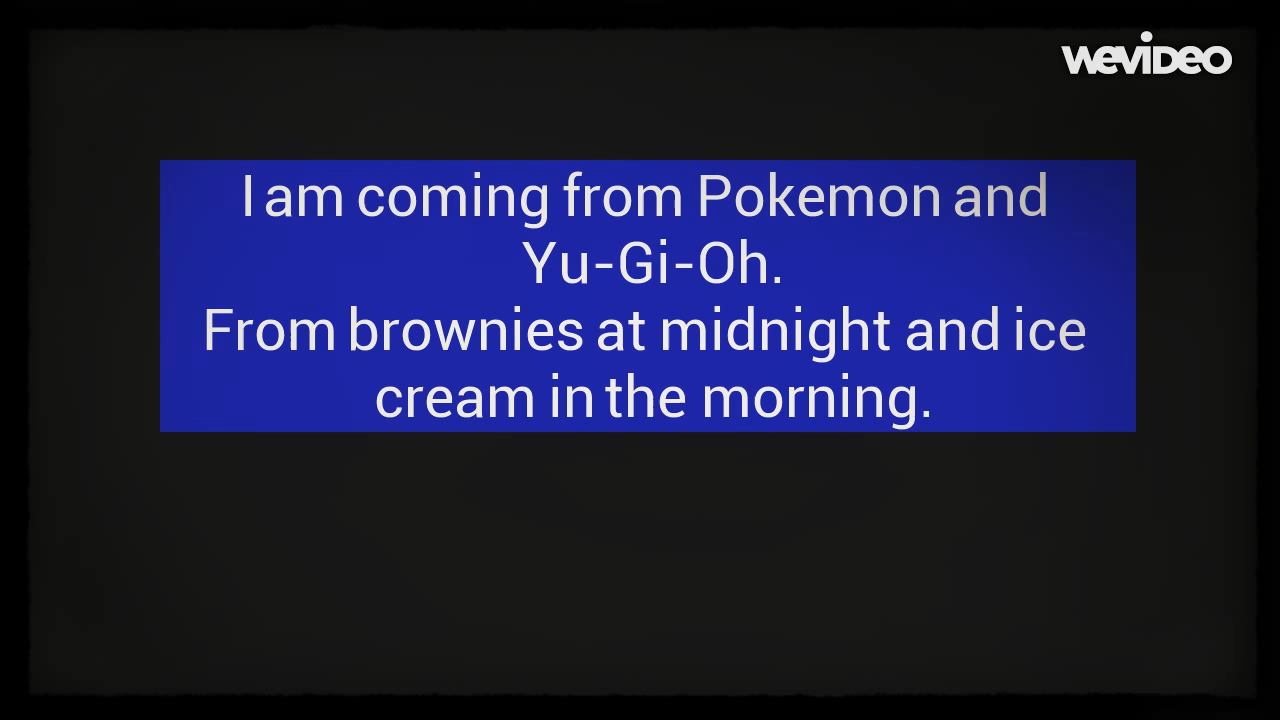 wevideo
I am coming from Pokemon and
Yu-Gi-Oh.
From brownies at midnight and ice
cream in the morning.